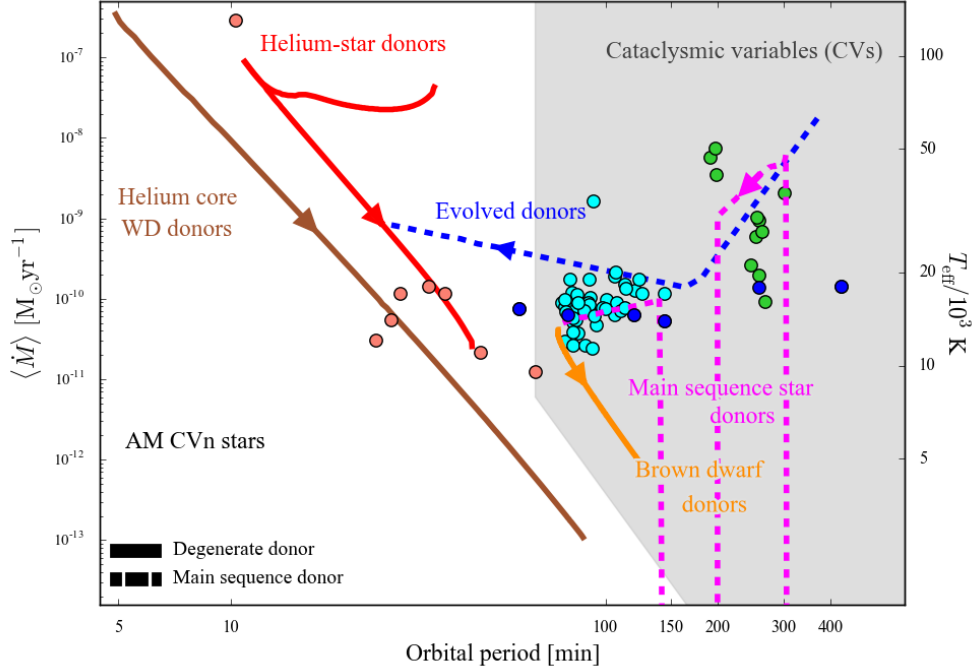 Helium-star donors
Cataclysmic variables (CVs)
Helium core
WD donors
Evolved donors
Main sequence star
donors
Brown dwarf
donors
AM CVn stars
Degenerate donor
Main sequence donor
⟨Ṁ⟩ [M⊙yr⁻¹]
10⁻⁷
10⁻⁸
10⁻⁹
10⁻¹⁰
10⁻¹¹
10⁻¹²
10⁻¹³
T_eff/10³ K
100
50
20
10
5
5
10
100
150
200
300
400
Orbital period [min]